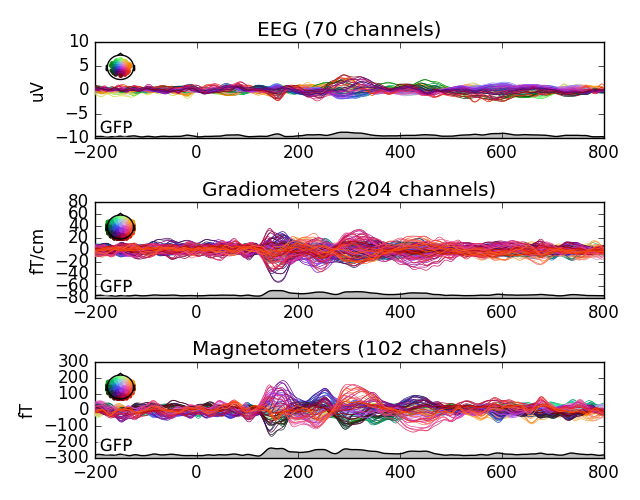 EEG (70 channels)
10
5
0
−5
−10
uV
GFP
−200 0 200 400 600 800
Gradiometers (204 channels)
80
60
40
20
0
−20
−40
−60
−80
fT/cm
GFP
−200 0 200 400 600 800
Magnetometers (102 channels)
300
200
100
0
−100
−200
−300
fT
GFP
−200 0 200 400 600 800